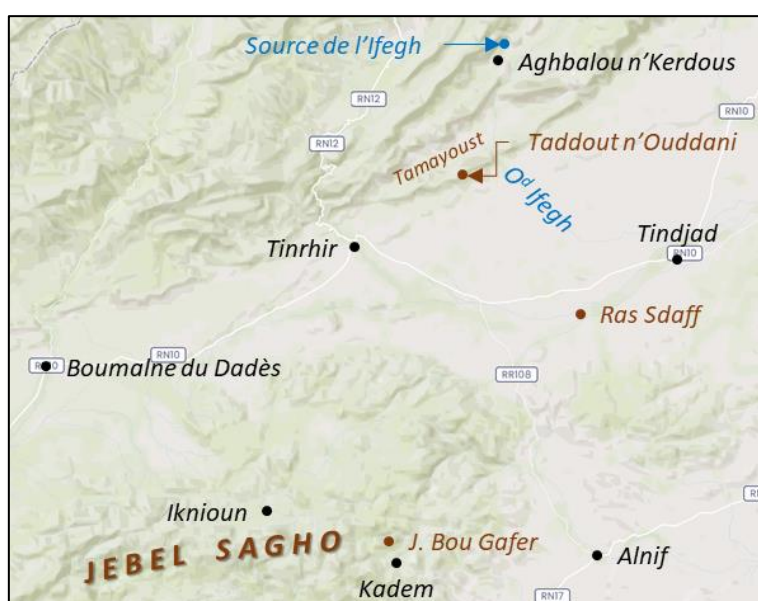 Source de l'Ifegh
Aghbalou n'Kerdous
RN12
RN10
RN12
Tamayoust
Taddout n'Ouddani
Oᵈ Ifegh
Tinrhir
Tindjad
RN10
Ras Sdaff
RN10
Boumalne du Dadès
RR108
Iknioun
JEBEL SAGHO
J. Bou Gafer
Kadem
Alnif
RN17